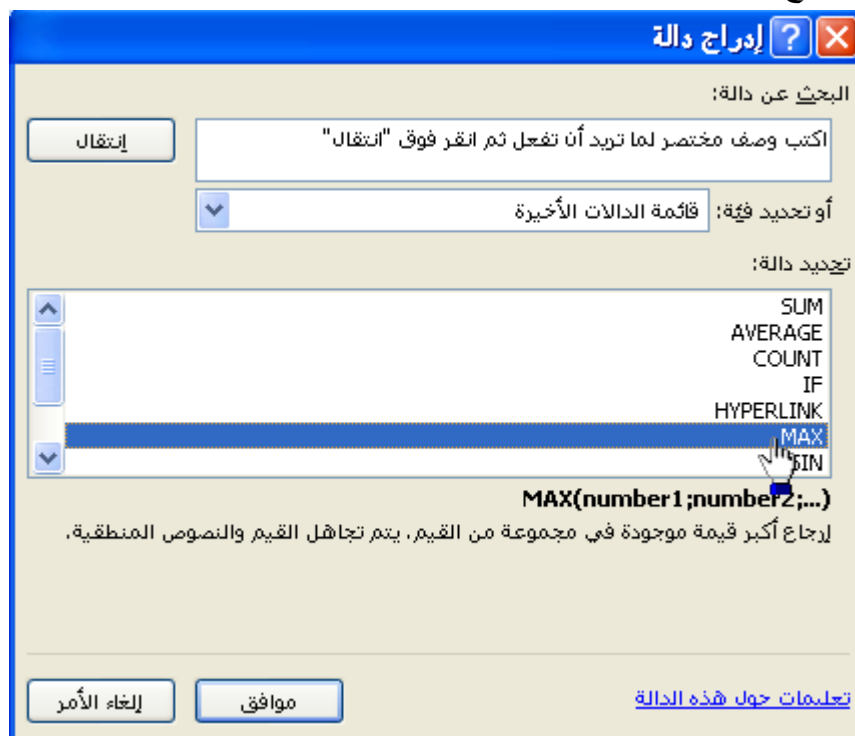 إدراج دالة
البحث عن دالة:
اكتب وصف مختصر لما تريد أن تفعل ثم انقر فوق "انتقال"
إنتقال
أو تحديد فئة: قائمة الدالات الأخيرة
تحديد دالة:
SUM
AVERAGE
COUNT
IF
HYPERLINK
MAX
SIN
MAX(number1;number2;...)
إرجاع أكبر قيمة موجودة في مجموعة من القيم. يتم تجاهل القيم والنصوص المنطقية.
تعليمات حول هذه الدالة
موافق
إلغاء الأمر